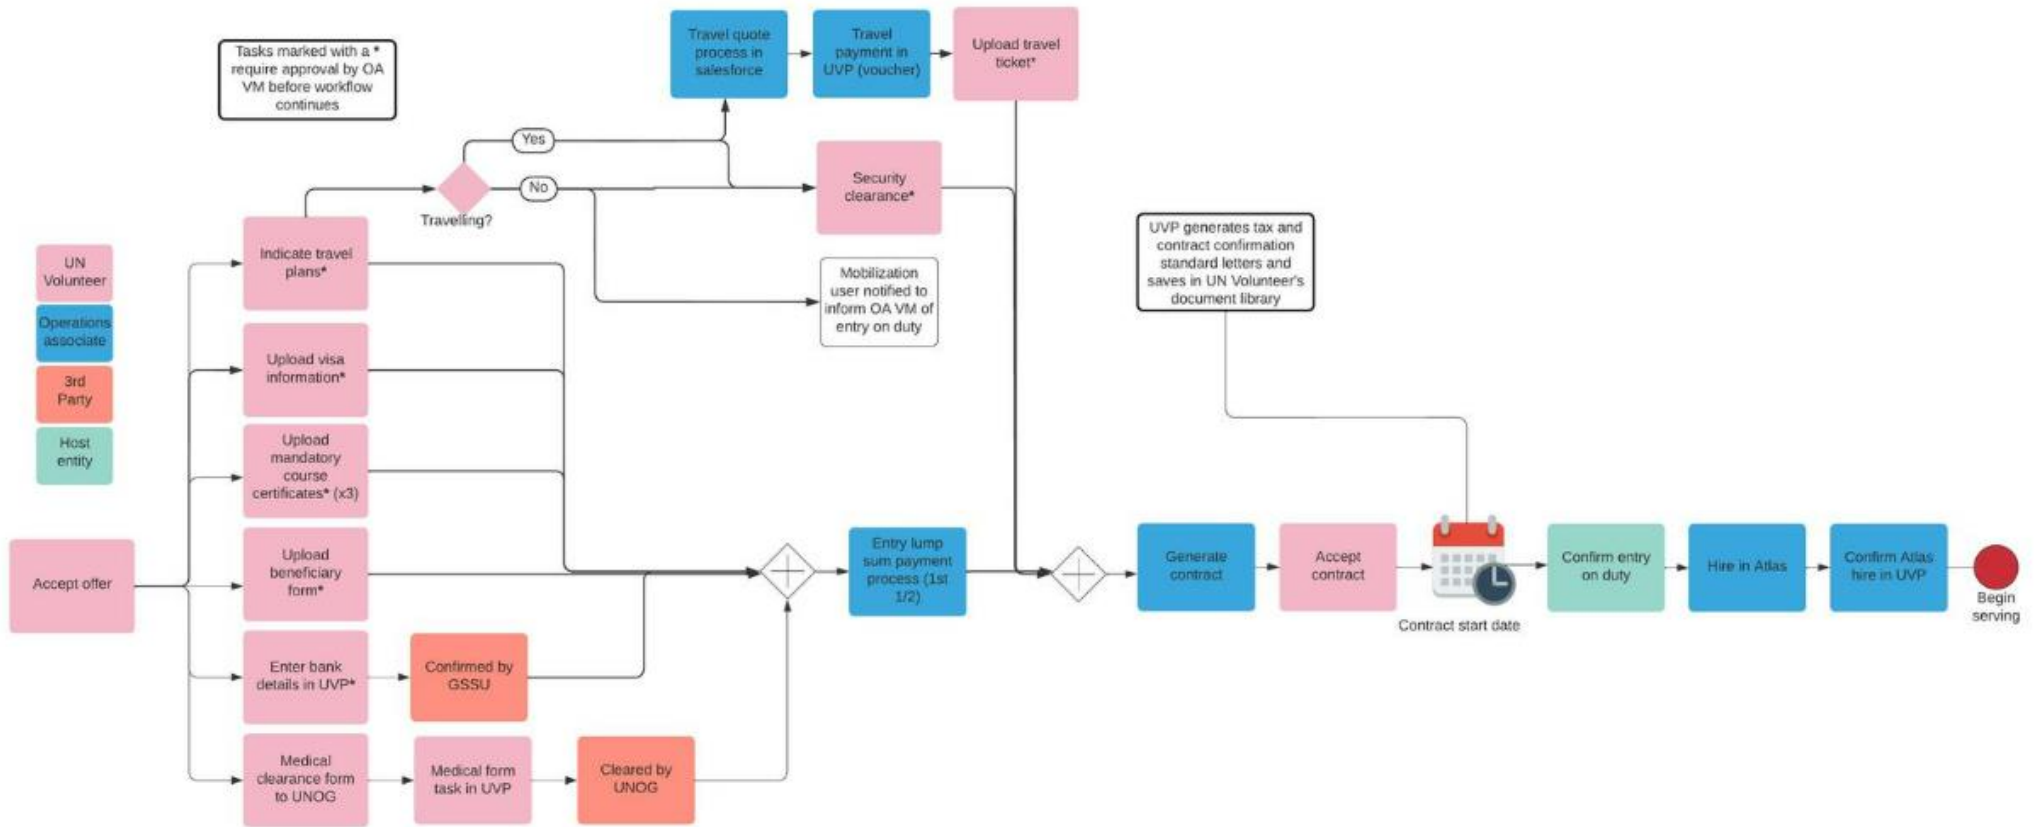 Tasks marked with a *
require approval by OA
VM before workflow
continues
Travel quote
process in
salesforce
Travel
payment in
UVP (voucher)
Upload travel
ticket*
Yes
No
Travelling?
Security
clearance*
Mobilization
user notified to
inform OA VM of
entry on duty
UVP generates tax and
contract confirmation
standard letters and
saves in UN Volunteer's
document library
UN
Volunteer
Operations
associate
3rd
Party
Host
entity
Indicate travel
plans*
Upload visa
information*
Upload
mandatory
course
certificates* (x3)
Accept offer
Upload
beneficiary
form*
Enter bank
details in UVP*
Confirmed by
GSSU
Medical
clearance form
to UNOG
Medical form
task in UVP
Cleared by
UNOG
Entry lump
sum payment
process (1st
1/2)
Generate
contract
Accept
contract
Contract start date
Confirm entry
on duty
Hire in Atlas
Confirm Atlas
hire in UVP
Begin
serving